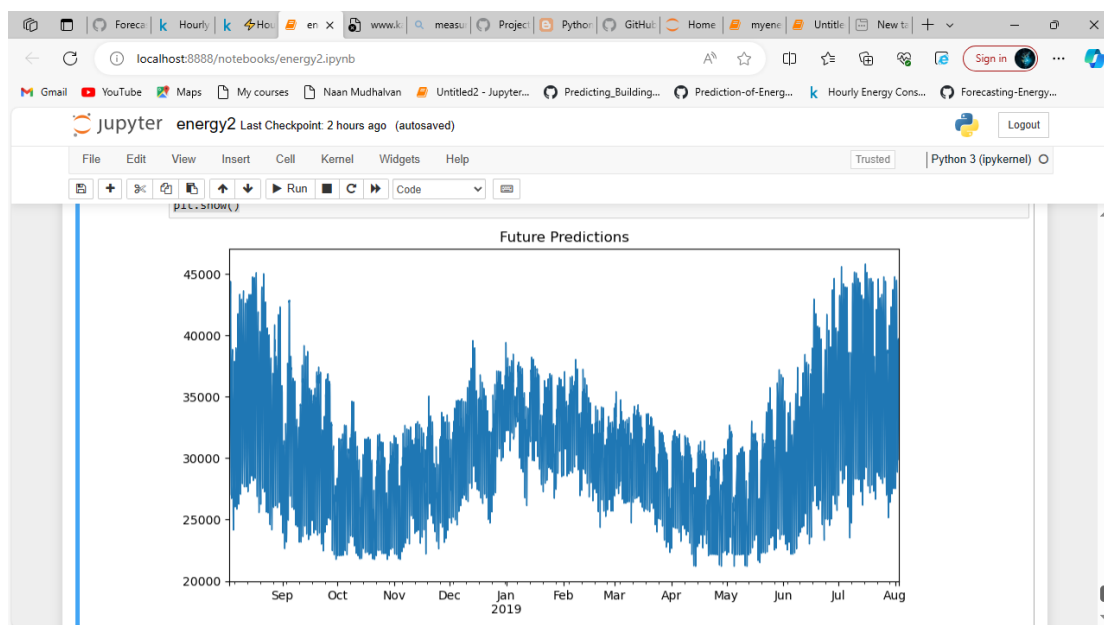 Foreca
Hourly
Hou
en
www.k
measu
Project
Pythor
GitHub
Home
myene
Untitle
New ta
localhost:8888/notebooks/energy2.ipynb
Sign in
Gmail
YouTube
Maps
My courses
Naan Mudhalvan
Untitled2 - Jupyter...
Predicting_Building...
Prediction-of-Energ...
Hourly Energy Cons...
Forecasting-Energy...
jupyter energy2 Last Checkpoint: 2 hours ago (autosaved)
Logout
File Edit View Insert Cell Kernel Widgets Help
Trusted
Python 3 (ipykernel)
Run
Code
plt.show()
Future Predictions
45000
40000
35000
30000
25000
20000
Sep Oct Nov Dec Jan Feb Mar Apr May Jun Jul Aug
2019